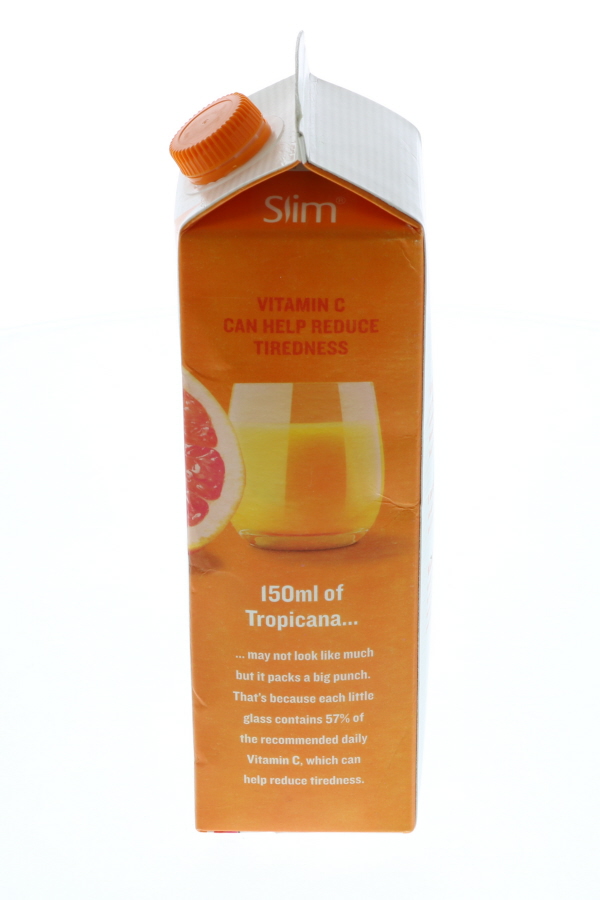 Slim
VITAMIN C
CAN HELP REDUCE
TIREDNESS
150ml of
Tropicana...
... may not look like much
but it packs a big punch.
That's because each little
glass contains 57% of
the recommended daily
Vitamin C, which can
help reduce tiredness.